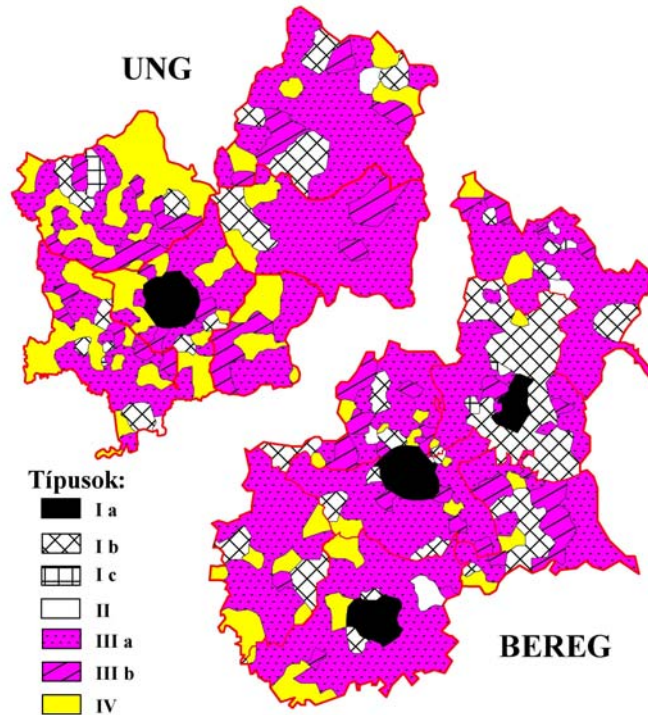 UNG
Típusok:
I a
I b
I c
II
III a
III b
IV
BEREG